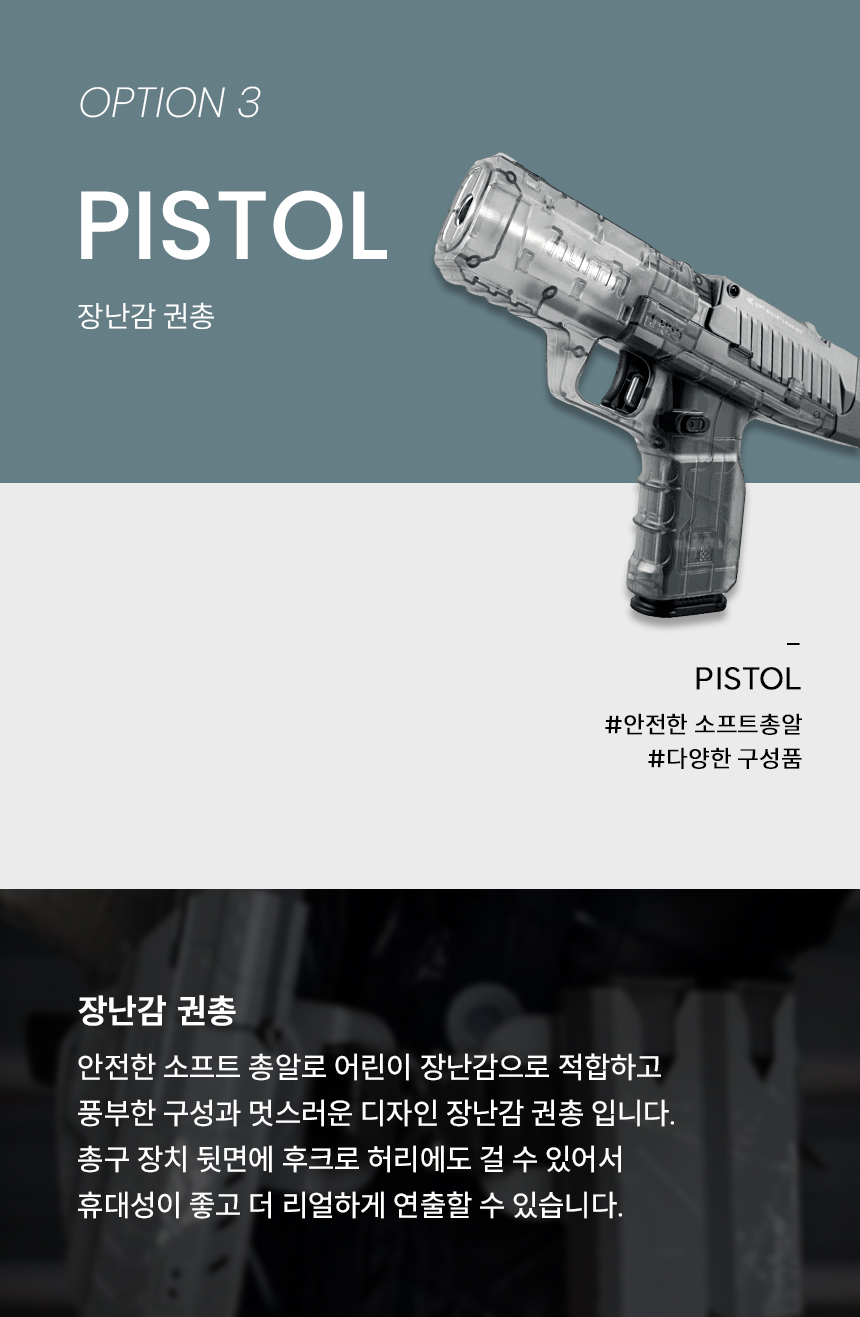 OPTION 3
PISTOL
장난감 권총
PISTOL
#안전한 소프트총알
#다양한 구성품
장난감 권총
안전한 소프트 총알로 어린이 장난감으로 적합하고
풍부한 구성과 멋스러운 디자인 장난감 권총 입니다.
총구 장치 뒷면에 후크로 허리에도 걸 수 있어서
휴대성이 좋고 더 리얼하게 연출할 수 있습니다.